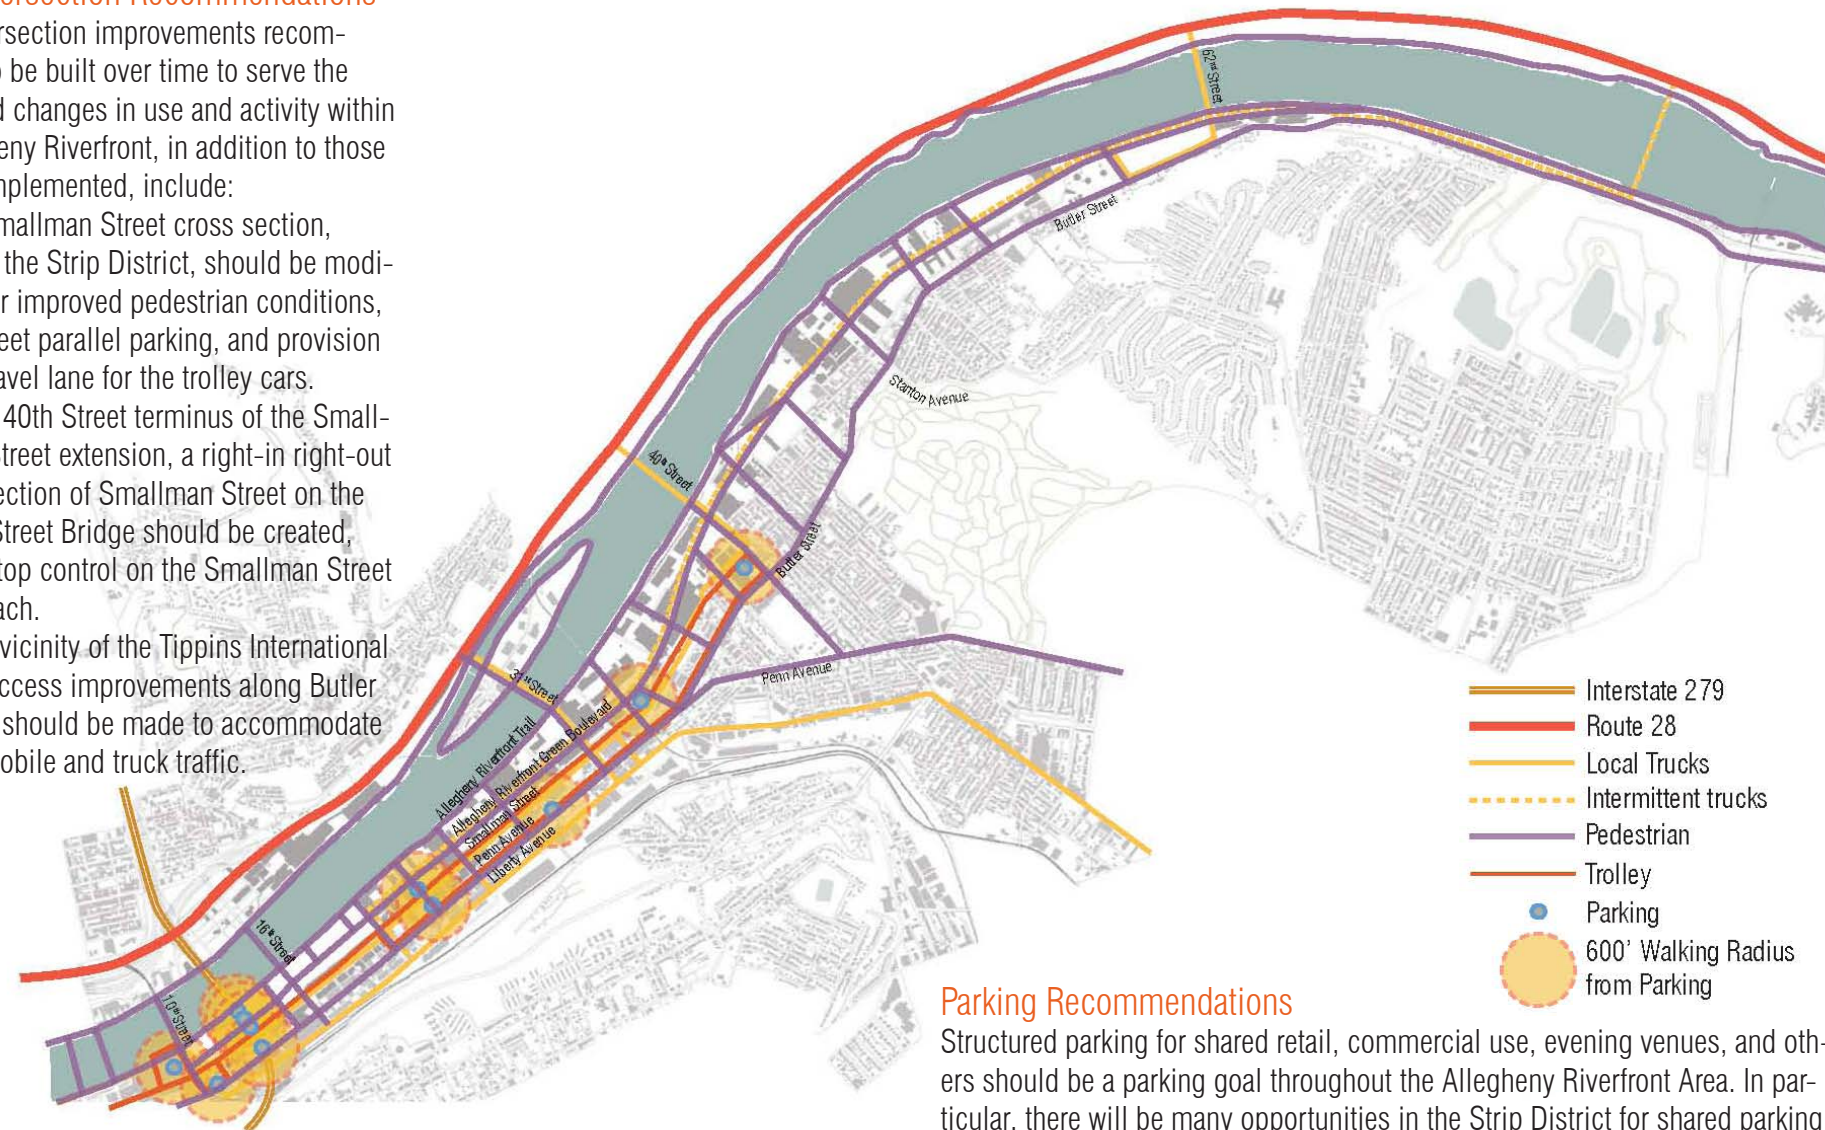 ersection Recommendations
rsection improvements recom-
o be built over time to serve the
d changes in use and activity within
eny Riverfront, in addition to those
mplemented, include:
mallman Street cross section,
the Strip District, should be modi-
r improved pedestrian conditions,
eet parallel parking, and provision
avel lane for the trolley cars.
40th Street terminus of the Small-
Street extension, a right-in right-out
ection of Smallman Street on the
Street Bridge should be created,
top control on the Smallman Street
ach.
vicinity of the Tippins International
ccess improvements along Butler
should be made to accommodate
obile and truck traffic.
62nd Street
Butler Street
Stanton Avenue
40th Street
Butler Street
Penn Avenue
31st Street
Allegheny Riverfront Trail
Allegheny Riverfront Green Boulevard
Smallman Street
Penn Avenue
Liberty Avenue
16th Street
10th Street
Interstate 279
Route 28
Local Trucks
Intermittent trucks
Pedestrian
Trolley
Parking
600' Walking Radius
from Parking
Parking Recommendations
Structured parking for shared retail, commercial use, evening venues, and oth-
ers should be a parking goal throughout the Allegheny Riverfront Area. In par-
ticular, there will be many opportunities in the Strip District for shared parking